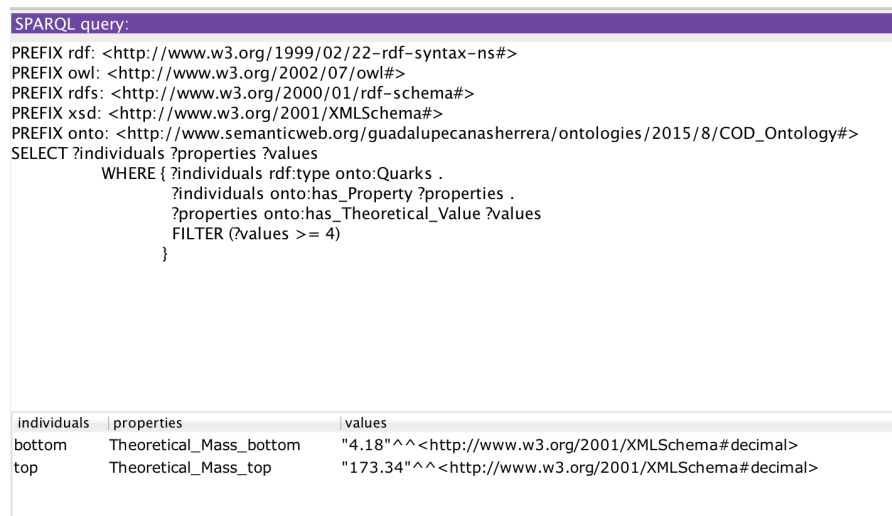 SPARQL query:
PREFIX rdf: <http://www.w3.org/1999/02/22-rdf-syntax-ns#>
PREFIX owl: <http://www.w3.org/2002/07/owl#>
PREFIX rdfs: <http://www.w3.org/2000/01/rdf-schema#>
PREFIX xsd: <http://www.w3.org/2001/XMLSchema#>
PREFIX onto: <http://www.semanticweb.org/guadalupecanasherrera/ontologies/2015/8/COD_Ontology#>
SELECT ?individuals ?properties ?values
WHERE { ?individuals rdf:type onto:Quarks .
?individuals onto:has_Property ?properties .
?properties onto:has_Theoretical_Value ?values
FILTER (?values >= 4)
}
individuals properties values
bottom Theoretical_Mass_bottom "4.18"^^<http://www.w3.org/2001/XMLSchema#decimal>
top Theoretical_Mass_top "173.34"^^<http://www.w3.org/2001/XMLSchema#decimal>